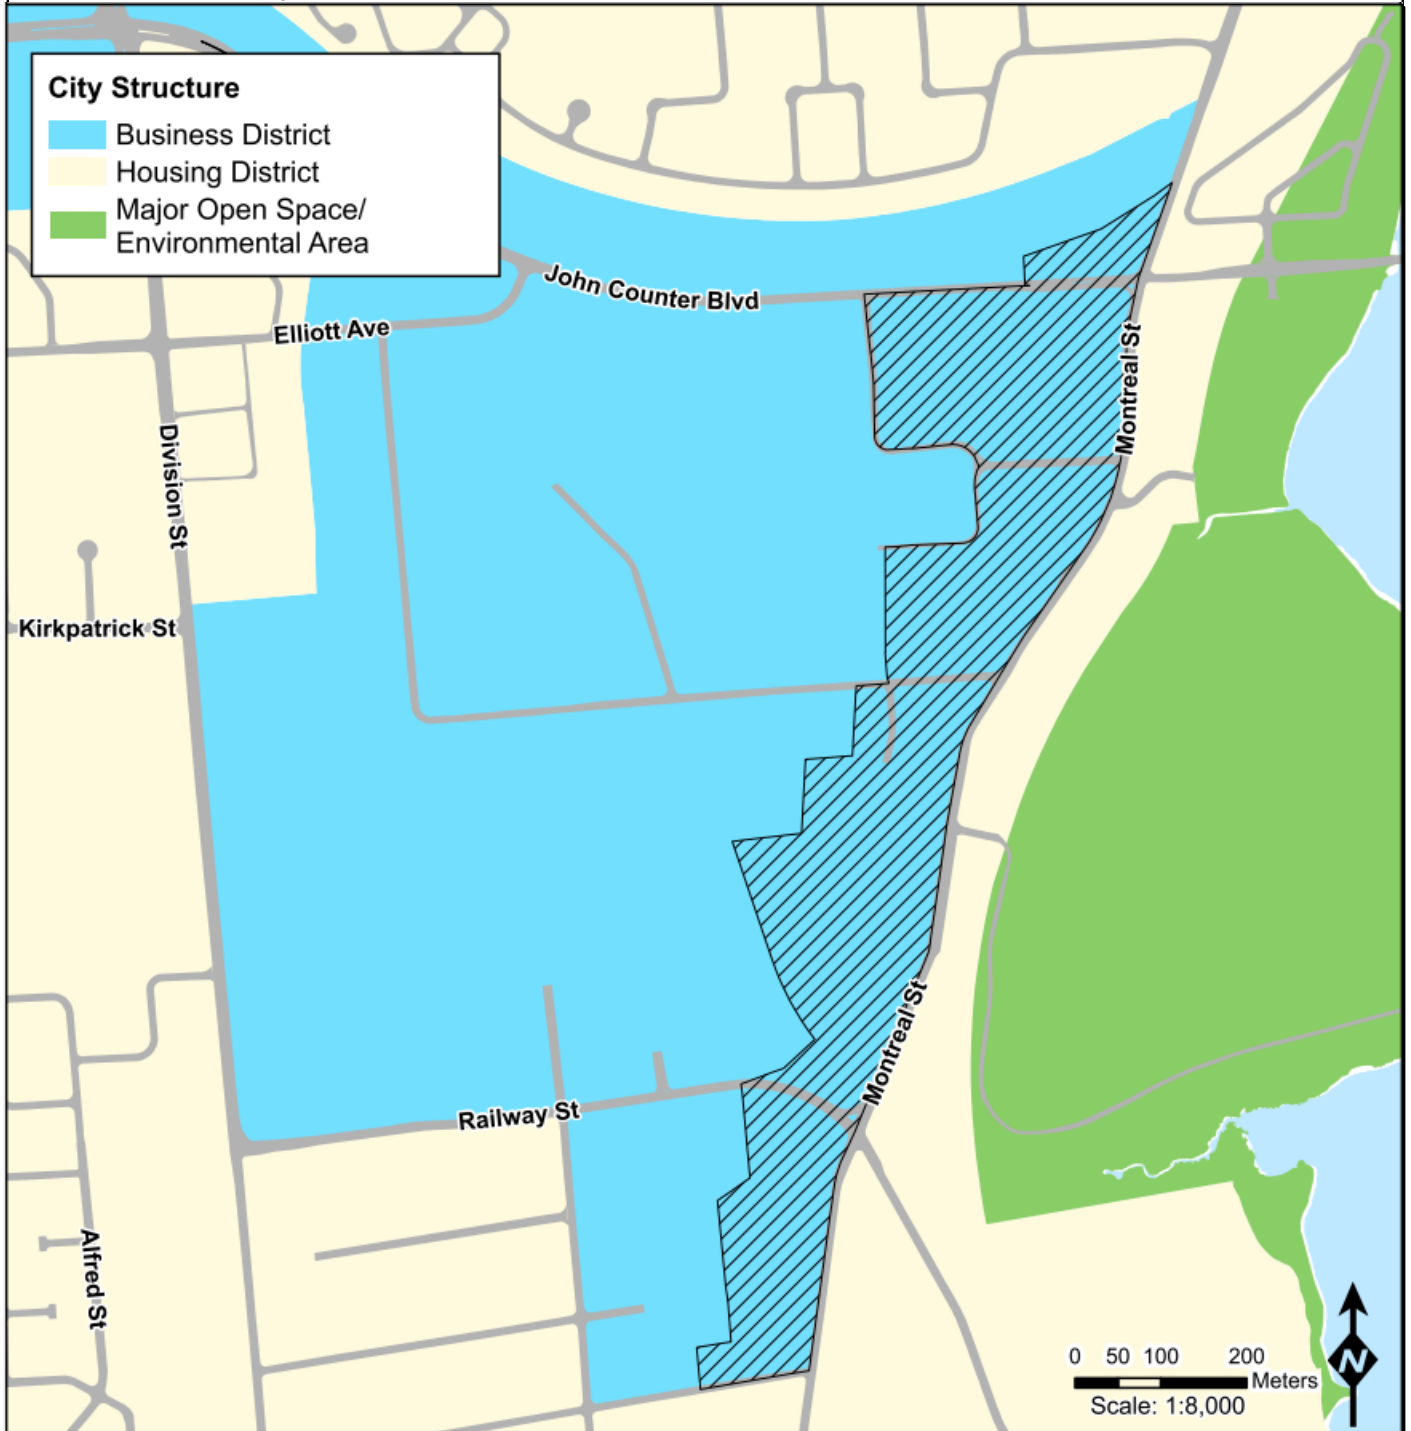 City Structure
Business District
Housing District
Major Open Space/
Environmental Area
John Counter Blvd
Elliott Ave
Montreal St
Division St
Kirkpatrick St
Montreal St
Railway St
Alfred St
0 50 100 200
Meters
Scale: 1:8,000
N